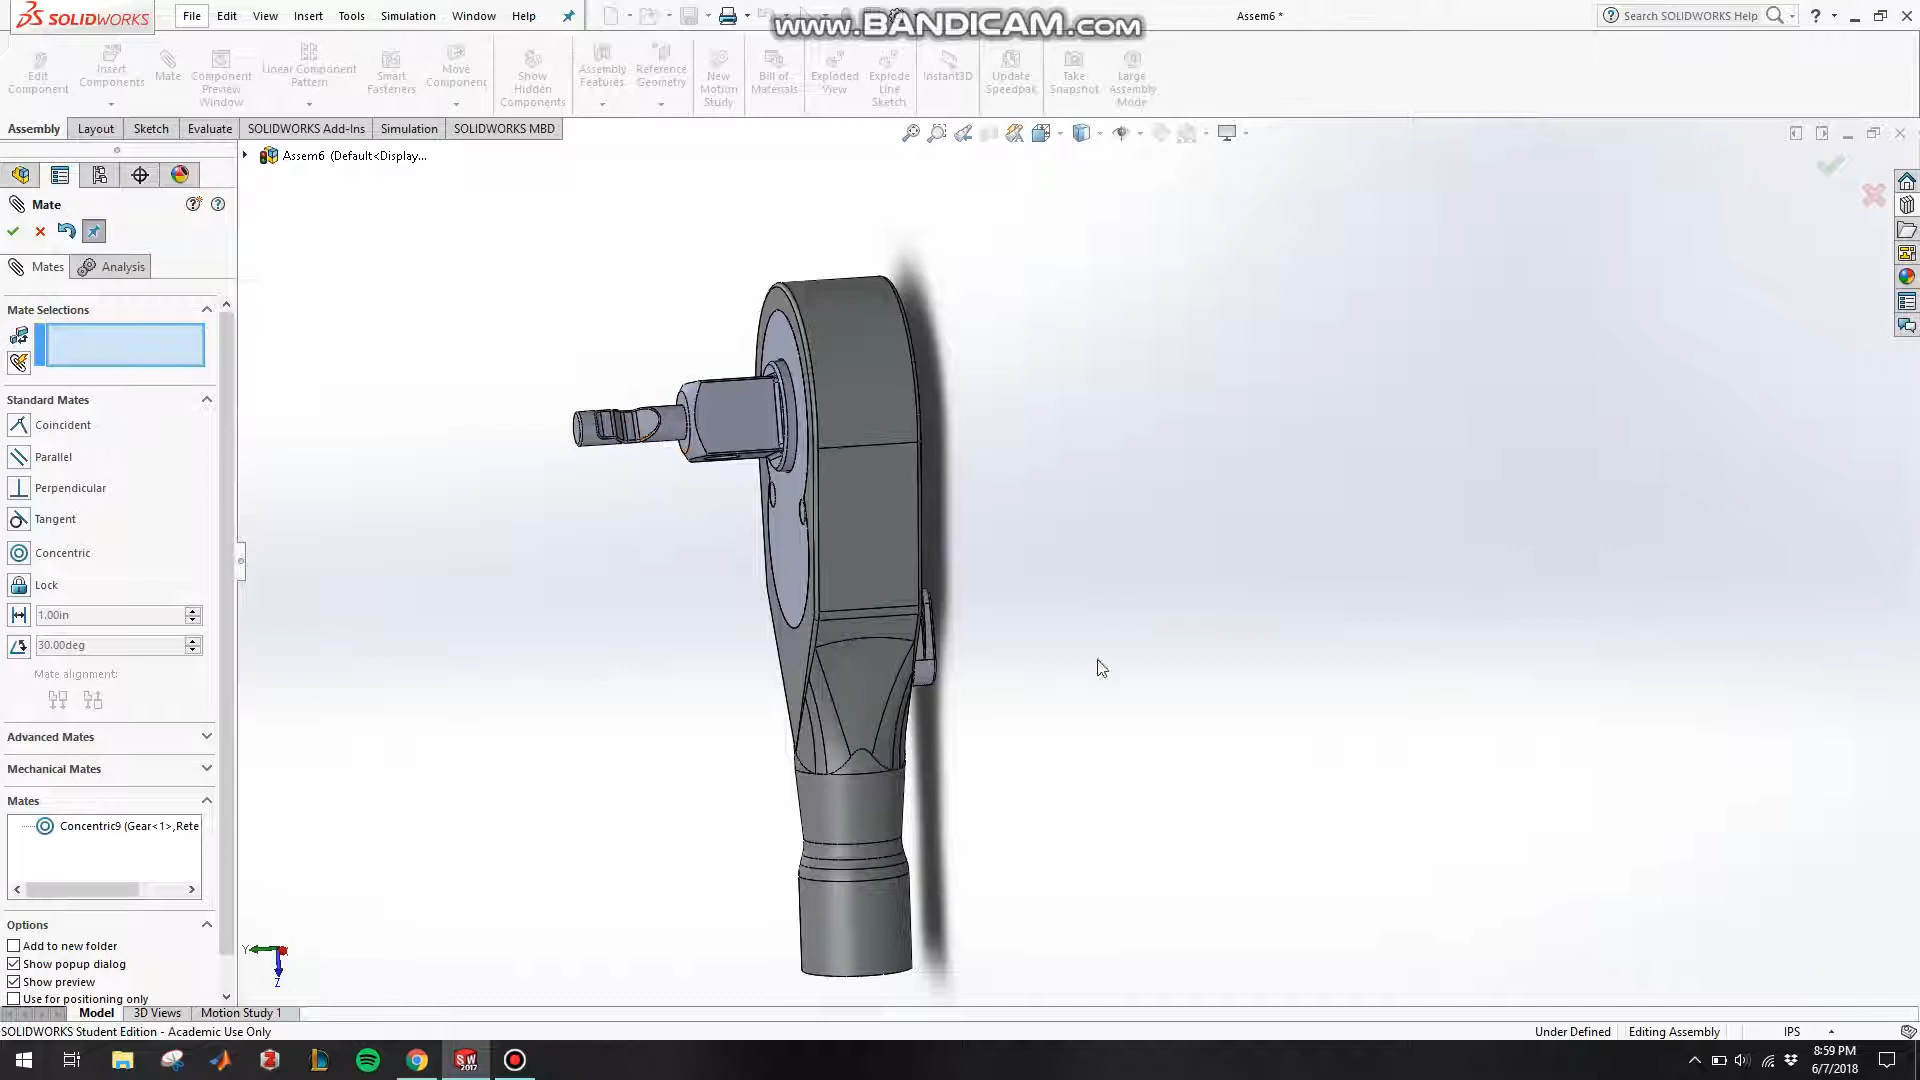 SOLIDWORKS
File Edit View Insert Tools Simulation Window Help
Assem6 *
Search SOLIDWORKS Help
www.BANDICAM.com
Edit Component
Insert Components
Mate
Component Preview Window
Linear Component Pattern
Smart Fasteners
Move Component
Show Hidden Components
Assembly Features
Reference Geometry
New Motion Study
Bill of Materials
Exploded View
Explode Line Sketch
Instant3D
Update Speedpak
Take Snapshot
Large Assembly Mode
Assembly Layout Sketch Evaluate SOLIDWORKS Add-Ins Simulation SOLIDWORKS MBD
Assem6 (Default<Display...
Mate
Mates Analysis
Mate Selections
Standard Mates
Coincident
Parallel
Perpendicular
Tangent
Concentric
Lock
1.00in
30.00deg
Mate alignment:
Advanced Mates
Mechanical Mates
Mates
Concentric9 (Gear<1>,Rete
Options
Add to new folder
Show popup dialog
Show preview
Use for positioning only
Y
Z
Model 3D Views Motion Study 1
SOLIDWORKS Student Edition - Academic Use Only
Under Defined Editing Assembly IPS
SW
2017
8:59 PM
6/7/2018